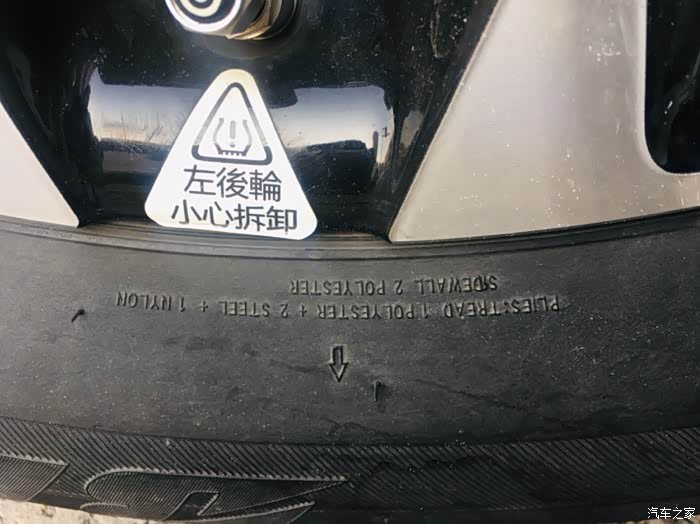 左後輪
小心拆卸
PLIES: TREAD 1 POLYESTER + 2 STEEL + 1 NYLON
SIDEWALL 2 POLYESTER
汽车之家